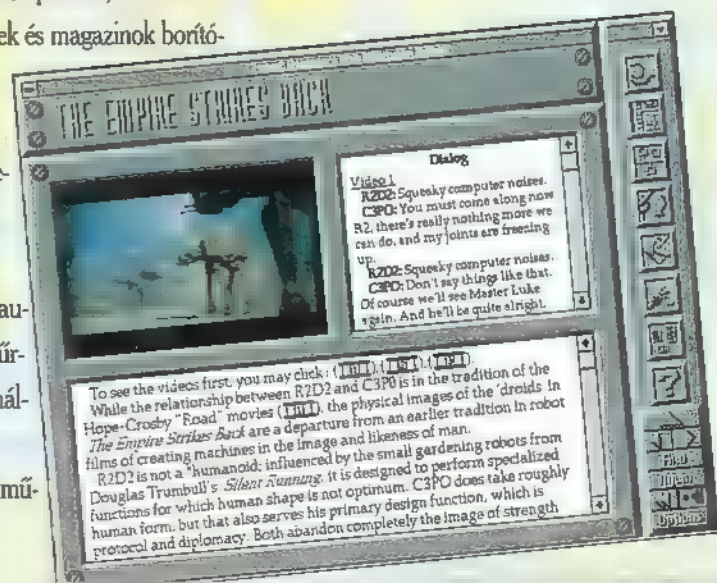 ek és magazinok borító-
e-
au-
űr-
nál-
mű-
THE EMPIRE STRIKES BACK
Dialog
Video 1
R2D2: Squeaky computer noises.
C3PO: You must come along now
R2, there's really nothing more we
can do, and my joints are freezing
up.
R2D2: Squeaky computer noises.
C3PO: Don't say things like that.
Of course we'll see Master Luke
again. And he'll be quite alright.
To see the videos first, you may click : ( ), ( ), ( ).
While the relationship between R2D2 and C3PO is in the tradition of the
Hope-Crosby "Road" movies ( ), the physical images of the 'droids in
The Empire Strikes Back are a departure from an earlier tradition in robot
films of creating machines in the image and likeness of man.
R2D2 is not a "humanoid; influenced by the small gardening robots from
Douglas Trumbull's Silent Running, it is designed to perform specialized
functions for which human shape is not optimum. C3PO does take roughly
human form, but that also serves his primary design function, which is
protocol and diplomacy. Both abandon completely the image of strength
Find
Options